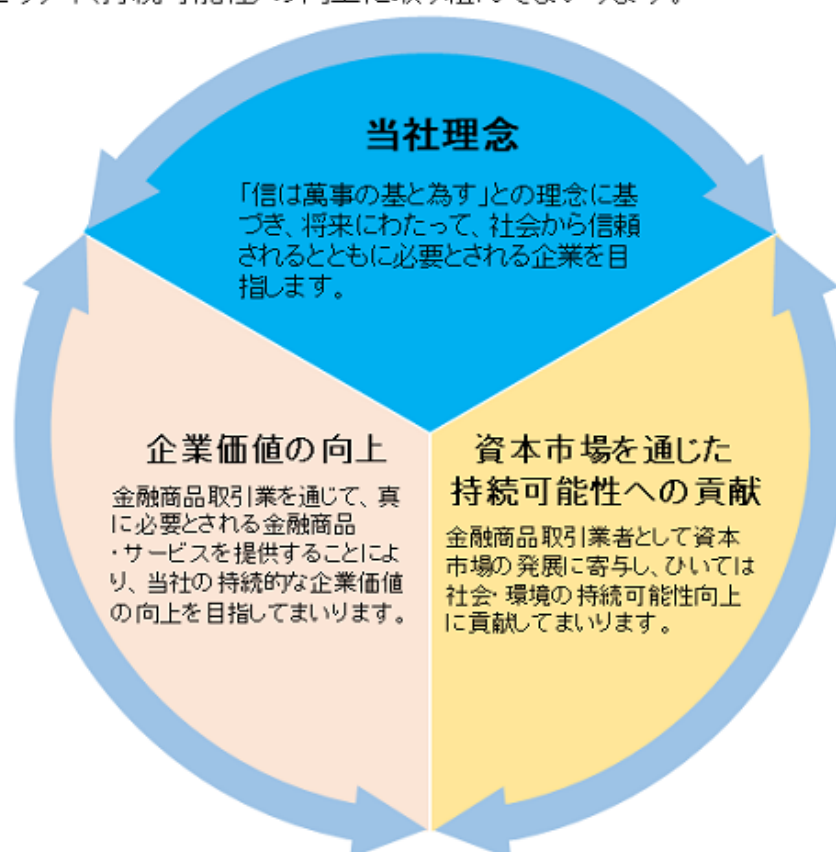 当社理念
「信は萬事の基と為す」との理念に基
づき、将来にわたって、社会から信頼
されるとともに必要とされる企業を目
指します。
企業価値の向上
金融商品取引業を通じて、真
に必要とされる金融商品
・サービスを提供することによ
り、当社の持続的な企業価値
の向上を目指してまいります。
資本市場を通じた
持続可能性への貢献
金融商品取引業者として資本
市場の発展に寄与し、ひいては
社会・環境の持続可能性向上
に貢献してまいります。